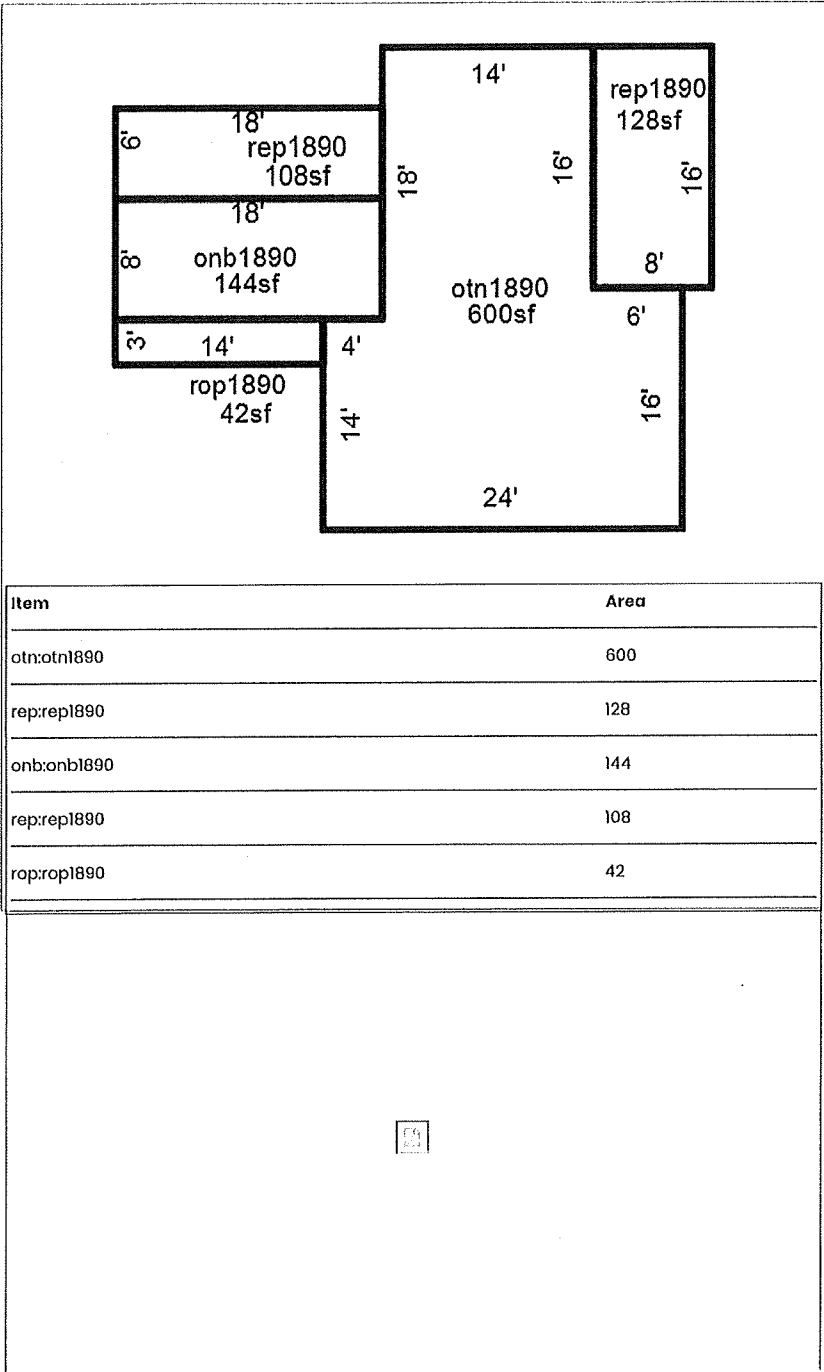 14'
rep1890
128sf
18'
6'
rep1890
108sf
18'
16'
16'
18'
8'
onb1890
144sf
8'
otn1890
600sf
6'
3'
14'
4'
rop1890
42sf
14'
16'
24'
Item Area
otn:otn1890 600
rep:rep1890 128
onb:onb1890 144
rep:rep1890 108
rop:rop1890 42